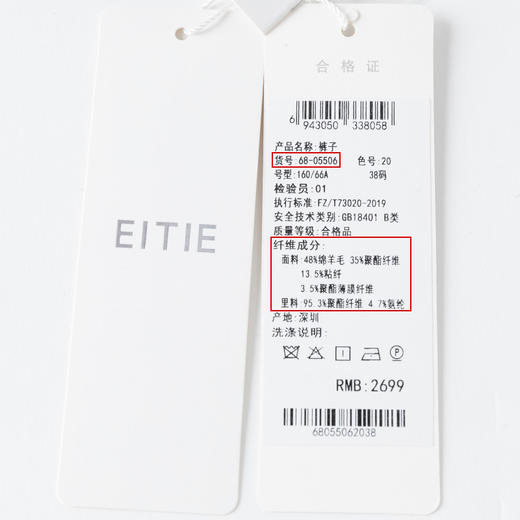 EITIE
合格证
6 943050 338058
产品名称:裤子
货号:68-05506 色号:20
号型:160/66A 38码
检验员:01
执行标准:FZ/T73020-2019
安全技术类别:GB18401 B类
质量等级:合格品
纤维成分:
面料:48%绵羊毛 35%聚酯纤维
13.5%粘纤
3.5%聚酯薄膜纤维
里料:95.3%聚酯纤维 4.7%氨纶
产地:深圳
洗涤说明:
RMB:2699
68055062038